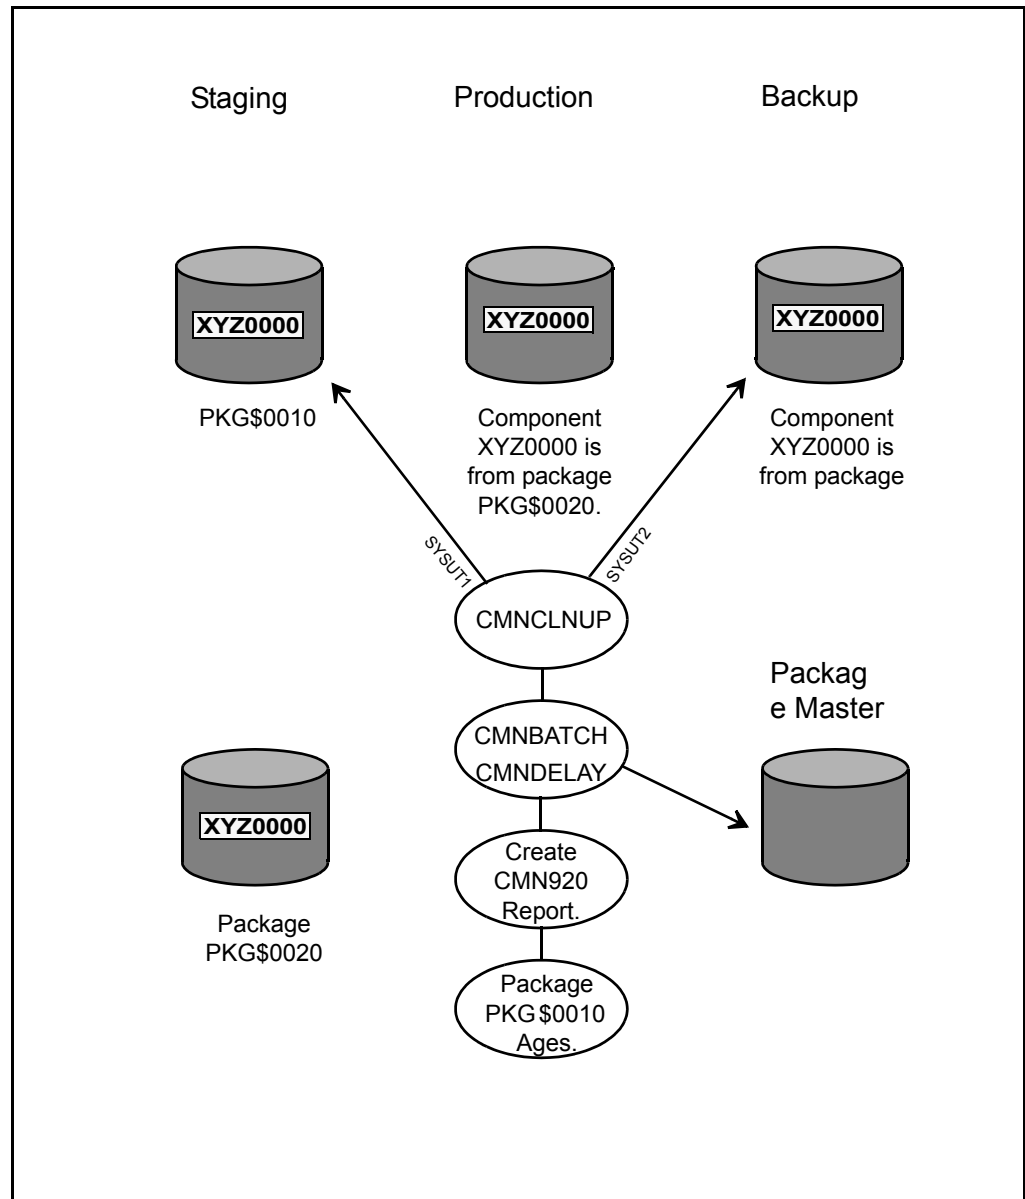 Staging
Production
Backup
XYZ0000
XYZ0000
XYZ0000
PKG$0010
Component
XYZ0000 is
from package
PKG$0020.
Component
XYZ0000 is
from package
SYSUT1
SYSUT2
CMNCLNUP
Packag
e Master
CMNBATCH
CMNDELAY
XYZ0000
Create
CMN920
Report.
Package
PKG$0020
Package
PKG$0010
Ages.